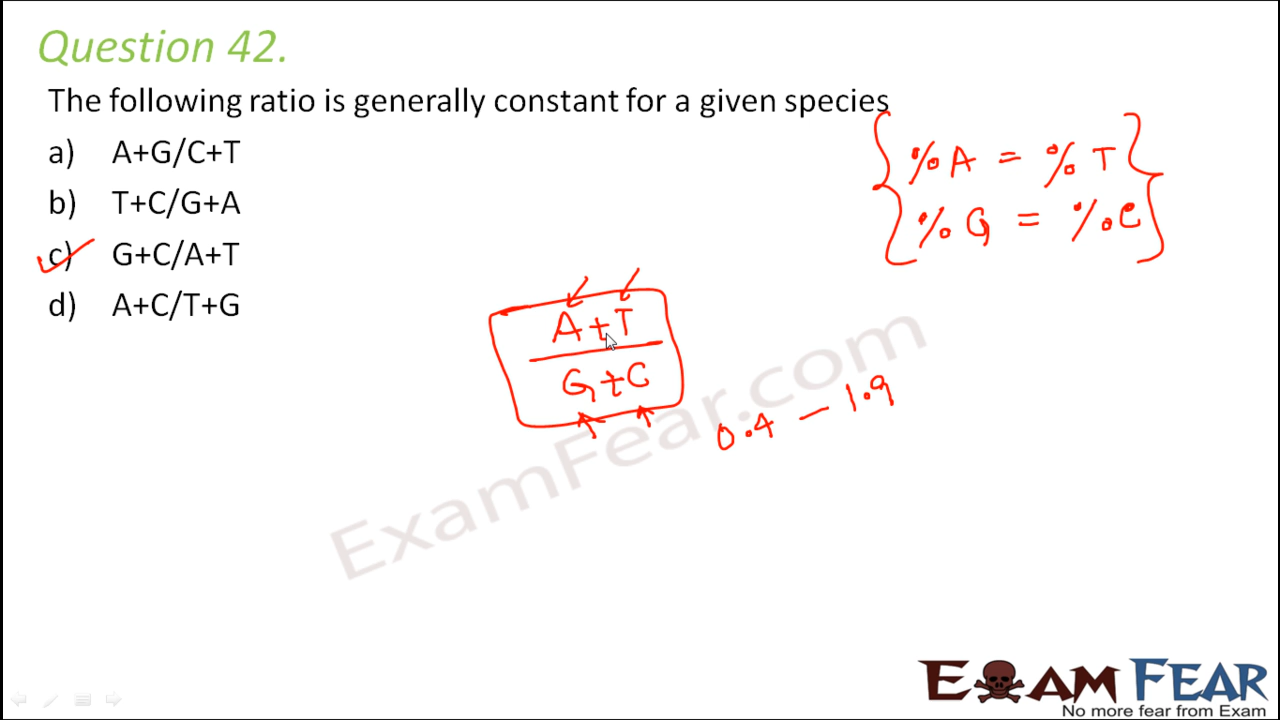 Question 42.
The following ratio is generally constant for a given species
a) A+G/C+T
b) T+C/G+A
c) G+C/A+T
d) A+C/T+G
%A = %T
%G = %C
A+T
G+C
0.4 - 1.9
ExamFear.com
EXAM FEAR
No more fear from Exam